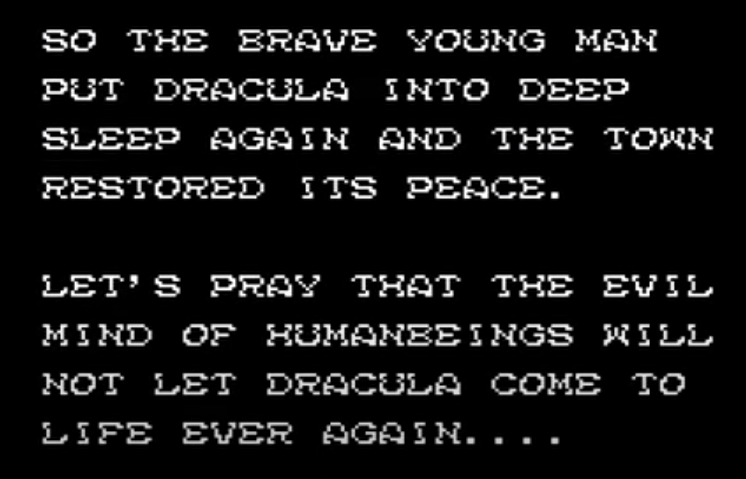 SO THE BRAVE YOUNG MAN
PUT DRACULA INTO DEEP
SLEEP AGAIN AND THE TOWN
RESTORED ITS PEACE.
LET'S PRAY THAT THE EVIL
MIND OF HUMANBEINGS WILL
NOT LET DRACULA COME TO
LIFE EVER AGAIN....